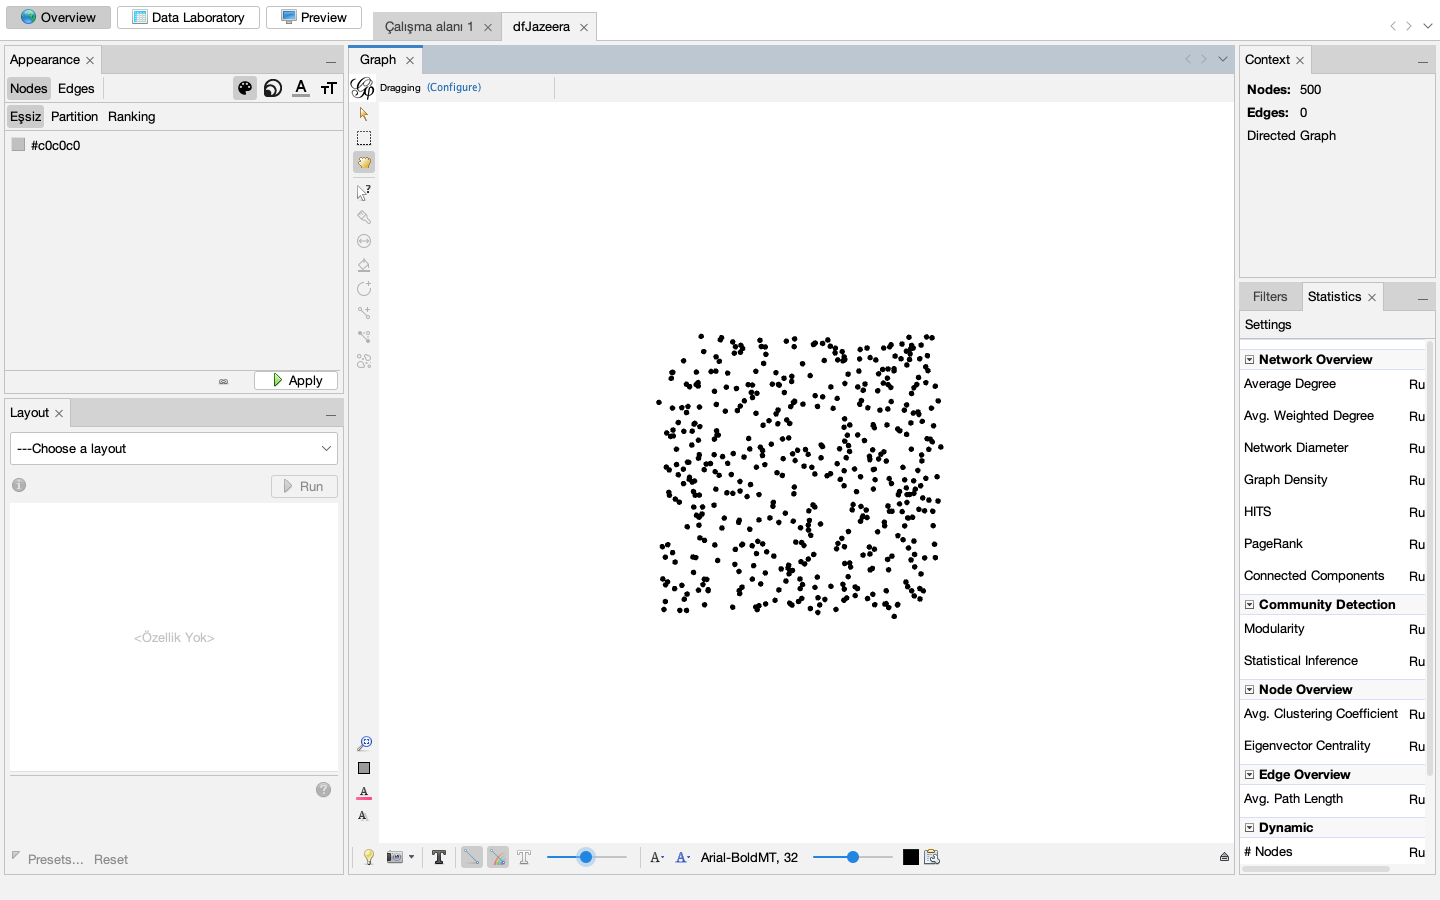 Overview
Data Laboratory
Preview
Çalışma alanı 1
dfJazeera
Appearance
Nodes
Edges
Eşsiz
Partition
Ranking
#c0c0c0
Apply
Layout
---Choose a layout
Run
<Özellik Yok>
Presets...
Reset
Graph
Dragging (Configure)
Arial-BoldMT, 32
Context
Nodes: 500
Edges: 0
Directed Graph
Filters
Statistics
Settings
Network Overview
Average Degree Ru
Avg. Weighted Degree Ru
Network Diameter Ru
Graph Density Ru
HITS Ru
PageRank Ru
Connected Components Ru
Community Detection
Modularity Ru
Statistical Inference Ru
Node Overview
Avg. Clustering Coefficient Ru
Eigenvector Centrality Ru
Edge Overview
Avg. Path Length Ru
Dynamic
# Nodes Ru